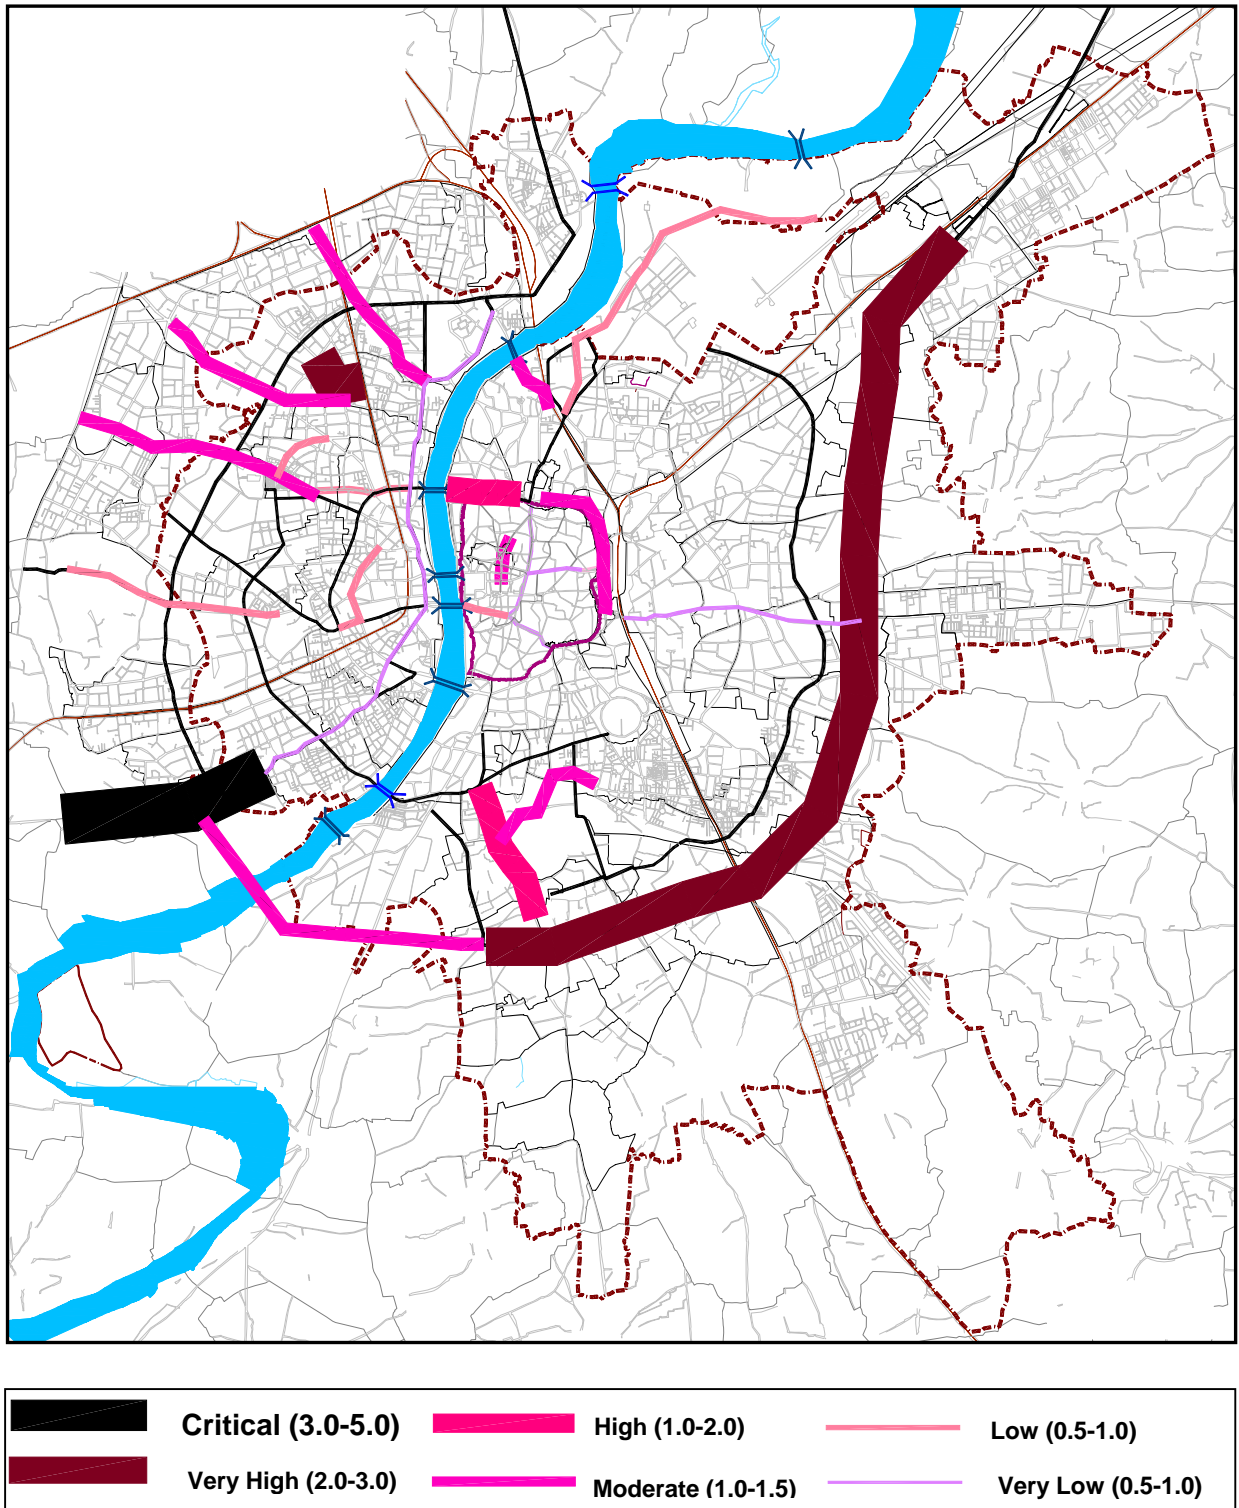 Critical (3.0-5.0)
High (1.0-2.0)
Low (0.5-1.0)
Very High (2.0-3.0)
Moderate (1.0-1.5)
Very Low (0.5-1.0)